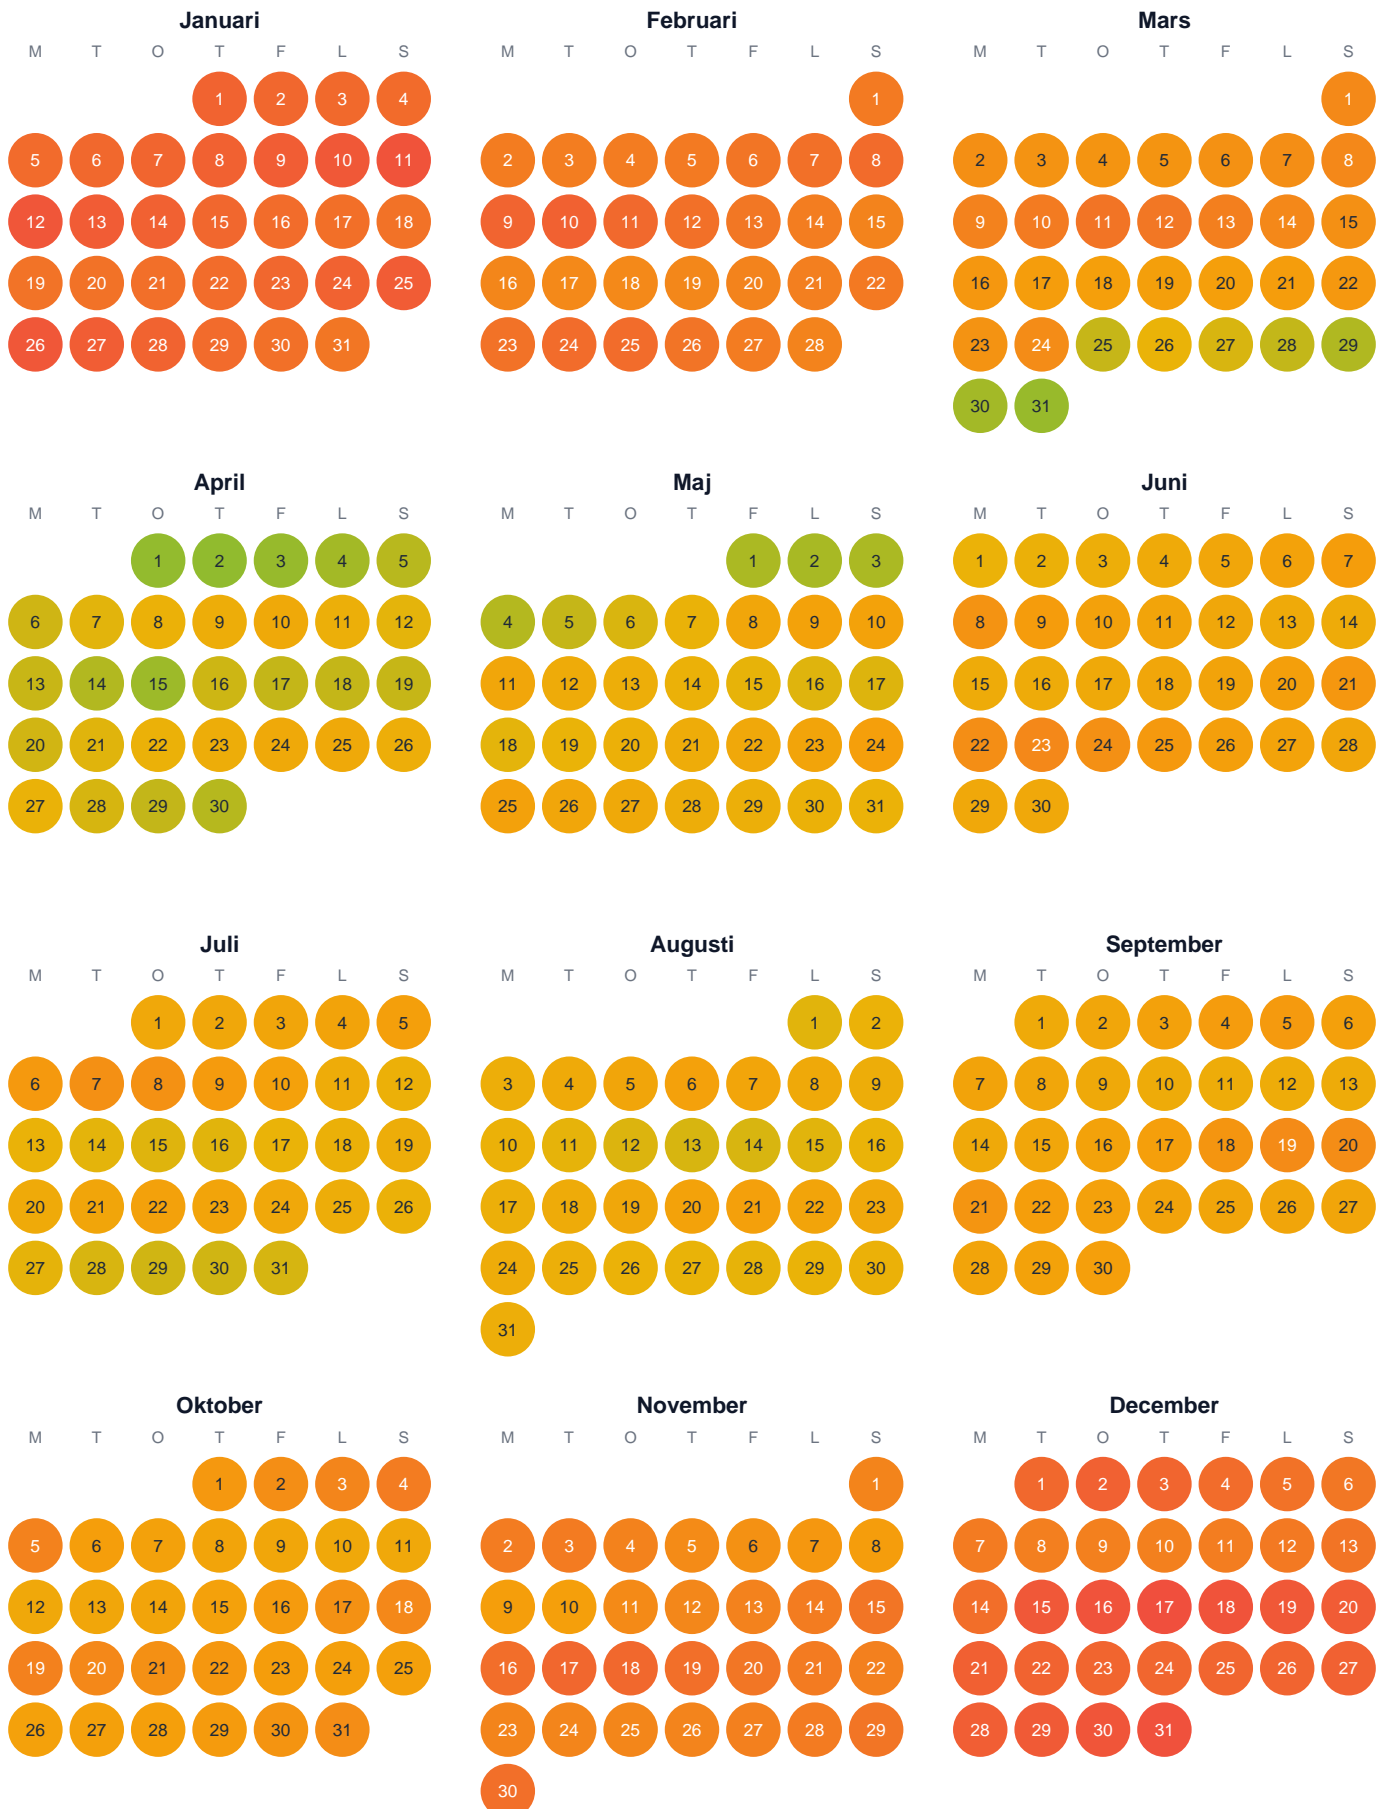 Januari Februari Mars
M T O T F L S M T O T F L S M T O T F L S
1 2 3 4 1 1
5 6 7 8 9 10 11 2 3 4 5 6 7 8 2 3 4 5 6 7 8
12 13 14 15 16 17 18 9 10 11 12 13 14 15 9 10 11 12 13 14 15
19 20 21 22 23 24 25 16 17 18 19 20 21 22 16 17 18 19 20 21 22
26 27 28 29 30 31 23 24 25 26 27 28 23 24 25 26 27 28 29
30 31
April Maj Juni
M T O T F L S M T O T F L S M T O T F L S
1 2 3 4 5 1 2 3 1 2 3 4 5 6 7
6 7 8 9 10 11 12 4 5 6 7 8 9 10 8 9 10 11 12 13 14
13 14 15 16 17 18 19 11 12 13 14 15 16 17 15 16 17 18 19 20 21
20 21 22 23 24 25 26 18 19 20 21 22 23 24 22 23 24 25 26 27 28
27 28 29 30 25 26 27 28 29 30 31 29 30
Juli Augusti September
M T O T F L S M T O T F L S M T O T F L S
1 2 3 4 5 1 2 1 2 3 4 5 6
6 7 8 9 10 11 12 3 4 5 6 7 8 9 7 8 9 10 11 12 13
13 14 15 16 17 18 19 10 11 12 13 14 15 16 14 15 16 17 18 19 20
20 21 22 23 24 25 26 17 18 19 20 21 22 23 21 22 23 24 25 26 27
27 28 29 30 31 24 25 26 27 28 29 30 28 29 30
31
Oktober November December
M T O T F L S M T O T F L S M T O T F L S
1 2 3 4 1 1 2 3 4 5 6
5 6 7 8 9 10 11 2 3 4 5 6 7 8 7 8 9 10 11 12 13
12 13 14 15 16 17 18 9 10 11 12 13 14 15 14 15 16 17 18 19 20
19 20 21 22 23 24 25 16 17 18 19 20 21 22 21 22 23 24 25 26 27
26 27 28 29 30 31 23 24 25 26 27 28 29 28 29 30 31
30